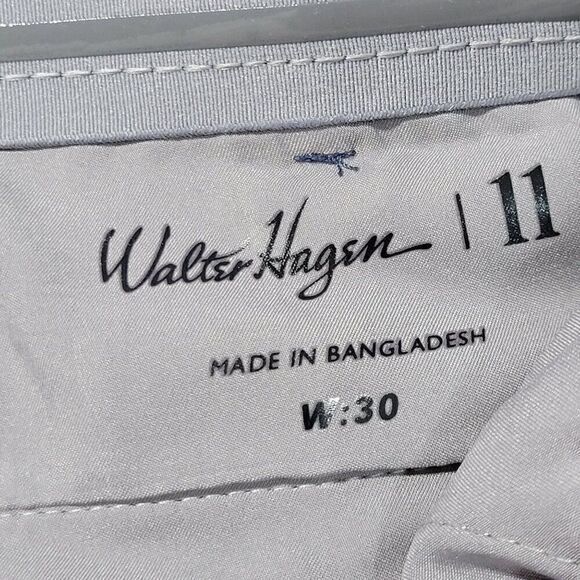 Walter Hagen | 11
MADE IN BANGLADESH
W:30